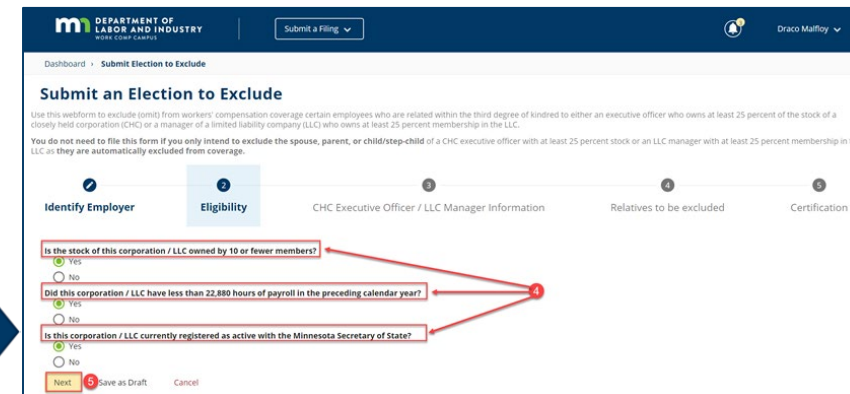 DEPARTMENT OF
LABOR AND INDUSTRY
WORK COMP CAMPUS
Submit a Filing
Draco Malfloy
Dashboard › Submit Election to Exclude
Submit an Election to Exclude
Use this webform to exclude (omit) from workers' compensation coverage certain employees who are related within the third degree of kindred to either an executive officer who owns at least 25 percent of the stock of a
closely held corporation (CHC) or a manager of a limited liability company (LLC) who owns at least 25 percent membership in the LLC.
You do not need to file this form if you only intend to exclude the spouse, parent, or child/step-child of a CHC executive officer with at least 25 percent stock or an LLC manager with at least 25 percent membership in
LLC as they are automatically excluded from coverage.
2 3 4 5
Identify Employer Eligibility CHC Executive Officer / LLC Manager Information Relatives to be excluded Certification
Is the stock of this corporation / LLC owned by 10 or fewer members?
Yes
No
Did this corporation / LLC have less than 22,880 hours of payroll in the preceding calendar year?
4
Yes
No
Is this corporation / LLC currently registered as active with the Minnesota Secretary of State?
Yes
No
Next 5 Save as Draft Cancel